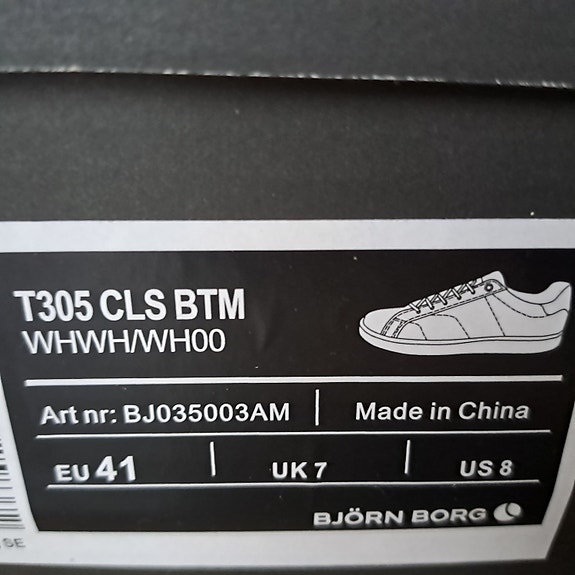 T305 CLS BTM
WHWH/WH00
Art nr: BJ035003AM | Made in China
EU 41 | UK 7 | US 8
BJÖRN BORG
SE